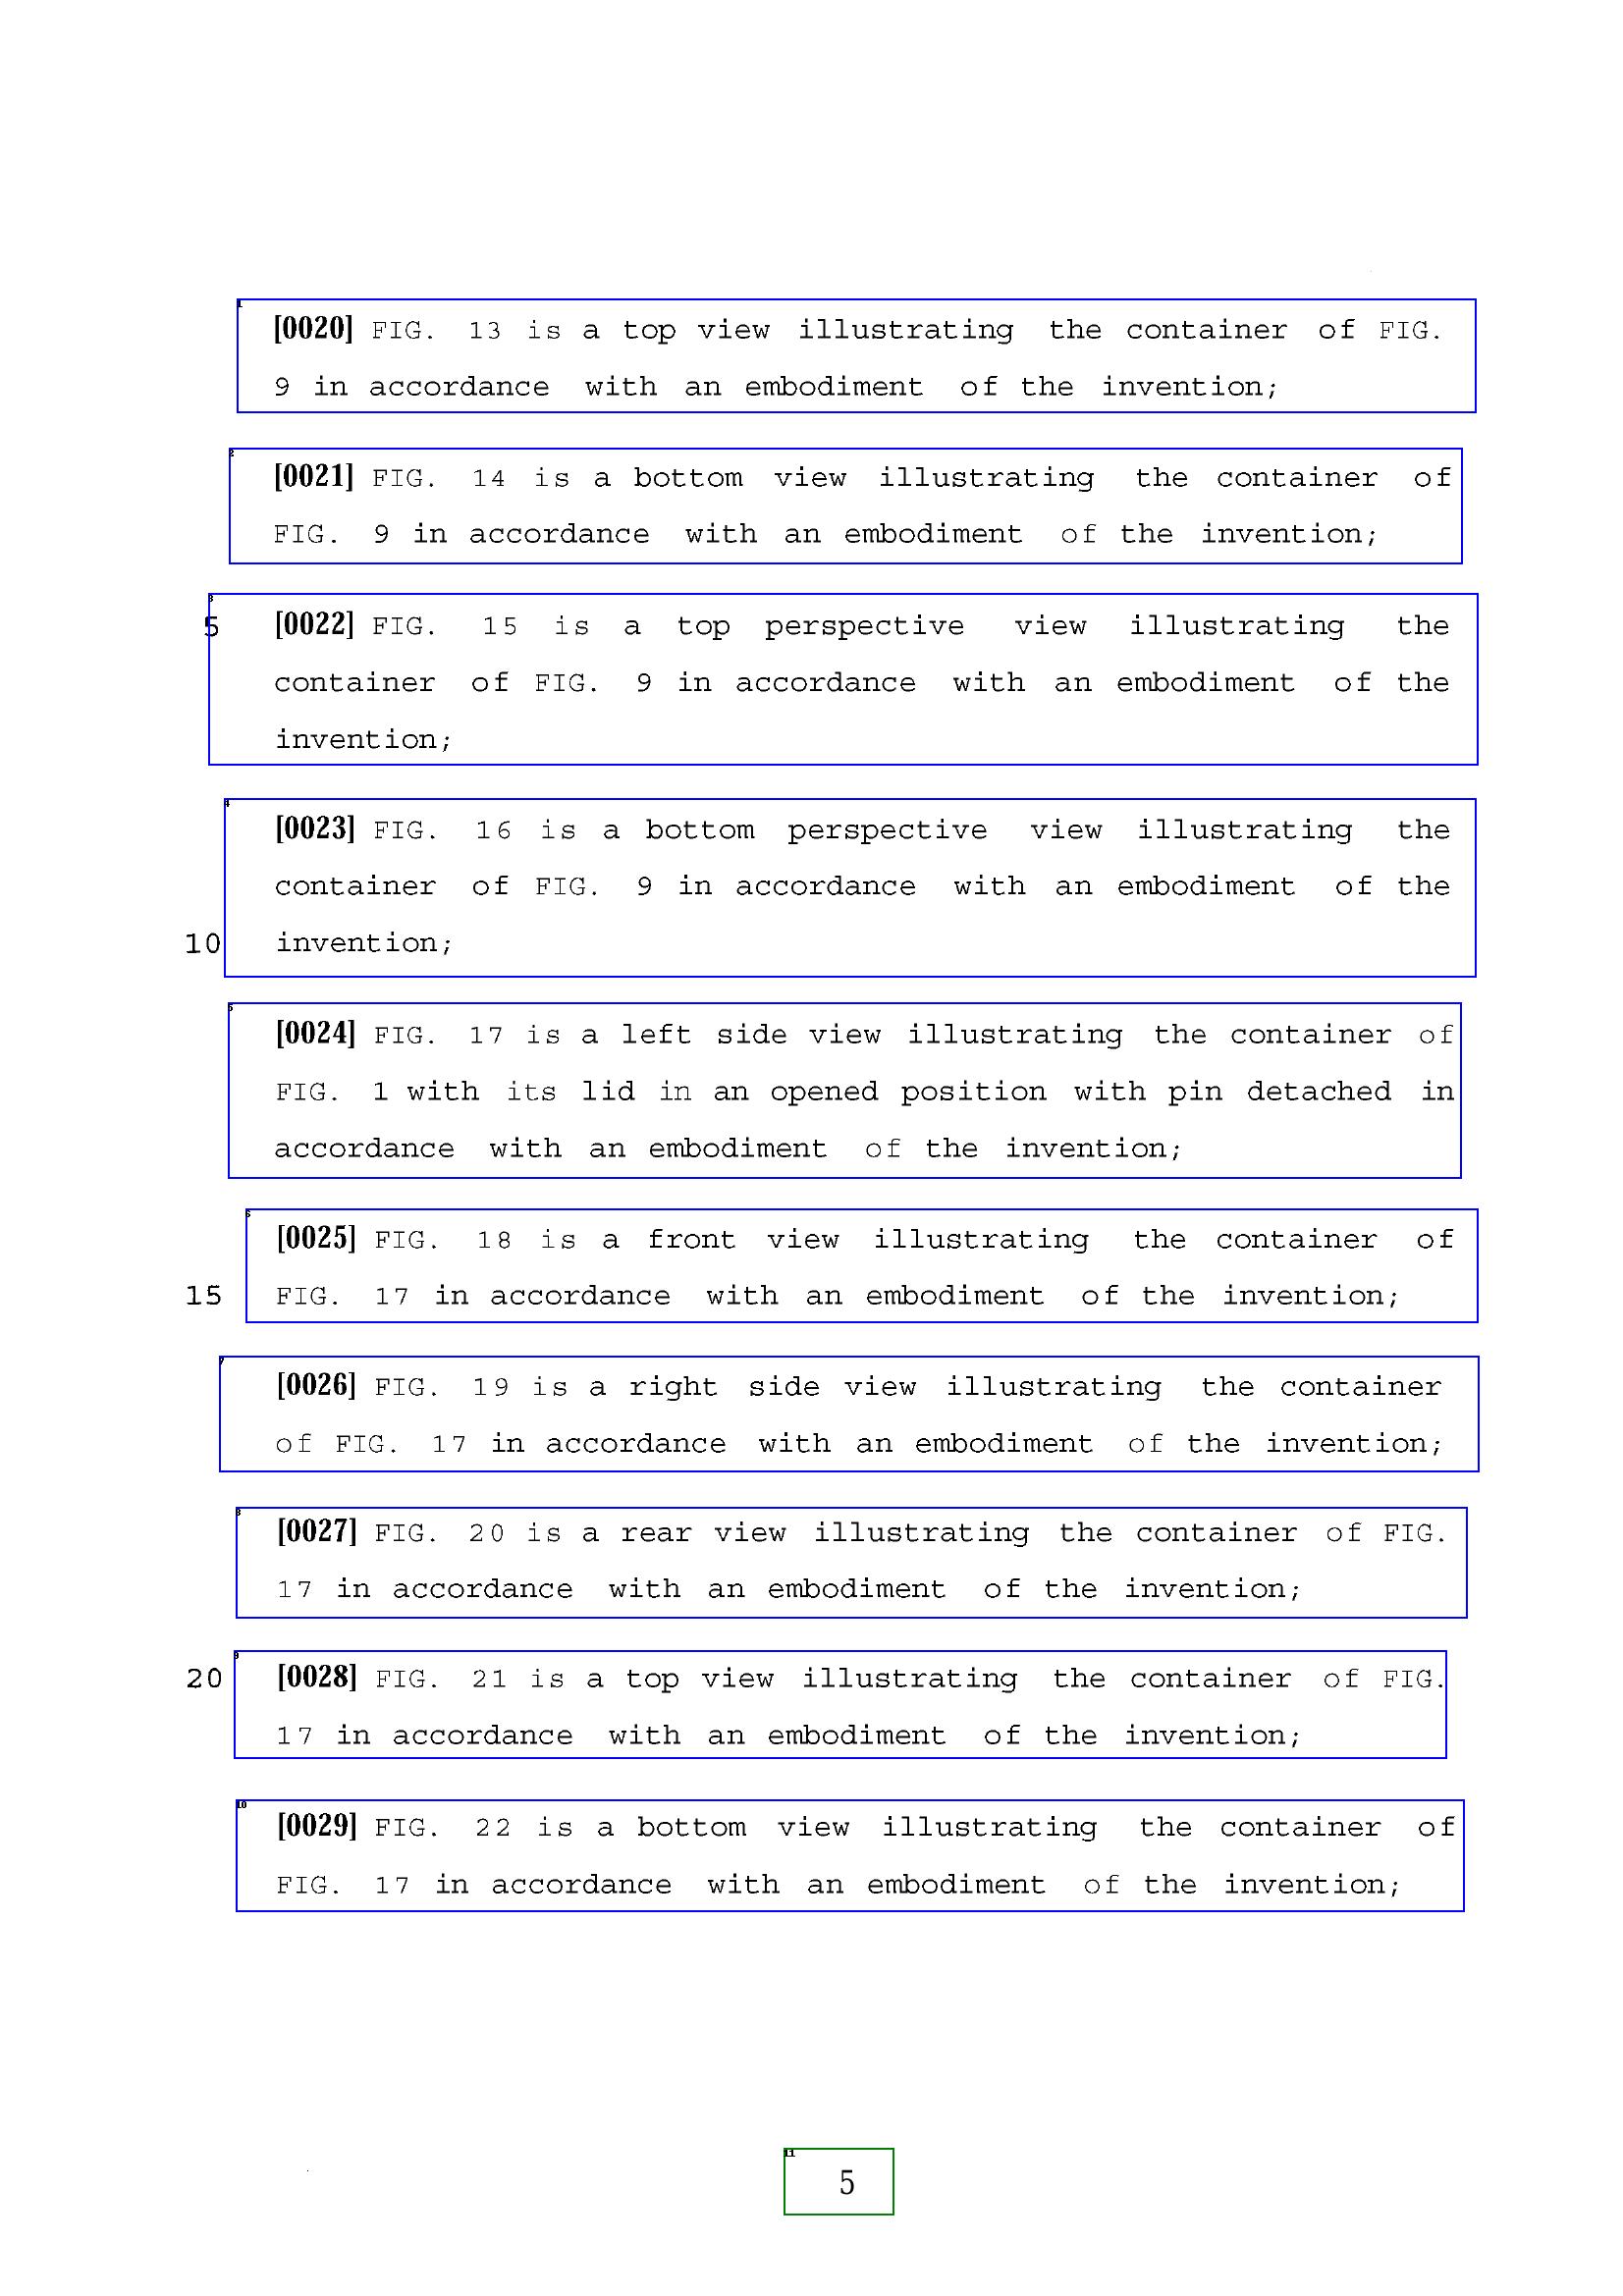 [0020] FIG. 13 is a top view illustrating the container of FIG.
9 in accordance with an embodiment of the invention;
[0021] FIG. 14 is a bottom view illustrating the container of
FIG. 9 in accordance with an embodiment of the invention;
5 [0022] FIG. 15 is a top perspective view illustrating the
container of FIG. 9 in accordance with an embodiment of the
invention;
[0023] FIG. 16 is a bottom perspective view illustrating the
container of FIG. 9 in accordance with an embodiment of the
10 invention;
[0024] FIG. 17 is a left side view illustrating the container of
FIG. 1 with its lid in an opened position with pin detached in
accordance with an embodiment of the invention;
[0025] FIG. 18 is a front view illustrating the container of
15 FIG. 17 in accordance with an embodiment of the invention;
[0026] FIG. 19 is a right side view illustrating the container
of FIG. 17 in accordance with an embodiment of the invention;
[0027] FIG. 20 is a rear view illustrating the container of FIG.
17 in accordance with an embodiment of the invention;
20 [0028] FIG. 21 is a top view illustrating the container of FIG.
17 in accordance with an embodiment of the invention;
[0029] FIG. 22 is a bottom view illustrating the container of
FIG. 17 in accordance with an embodiment of the invention;
5